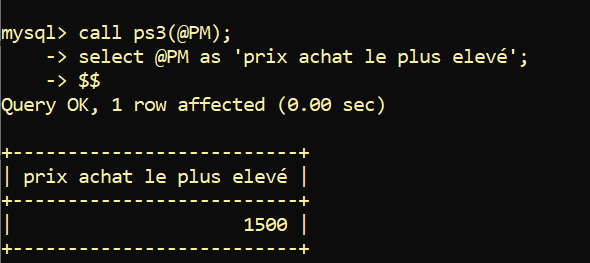 mysql> call ps3(@PM);
    -> select @PM as 'prix achat le plus elevé';
    -> $$
Query OK, 1 row affected (0.00 sec)
+--------------------------+
| prix achat le plus elevé |
+--------------------------+
|                     1500 |
+--------------------------+